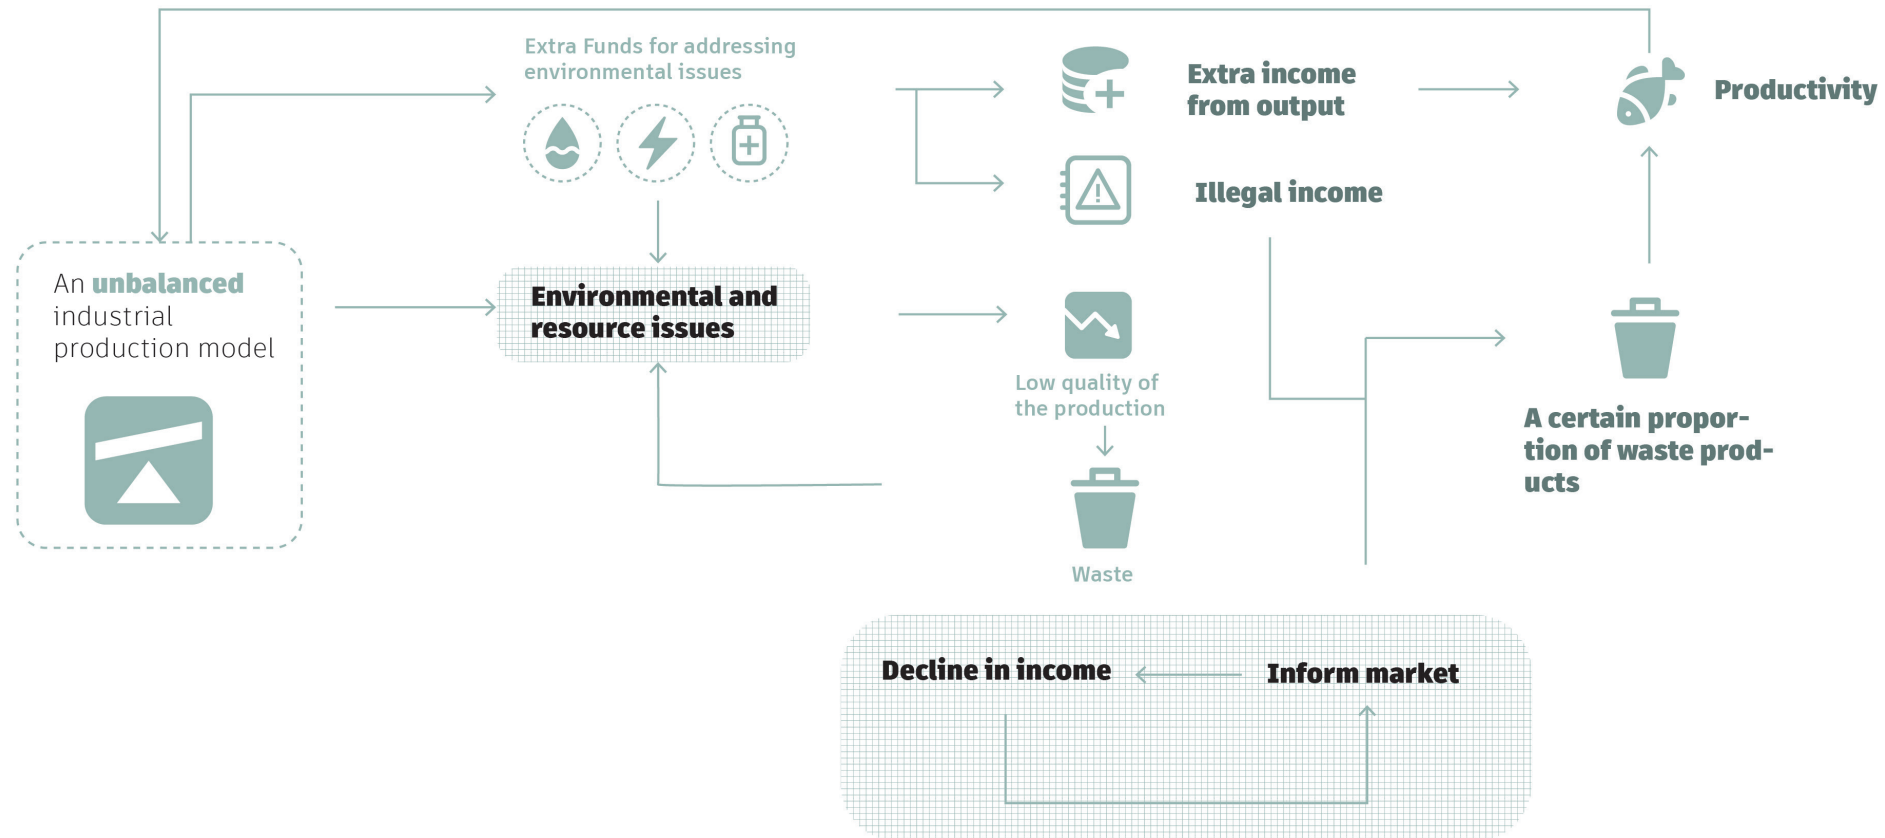 Extra Funds for addressing
environmental issues
Extra income
from output
Productivity
Illegal income
An unbalanced
industrial
production model
Environmental and
resource issues
Low quality of
the production
A certain propor-
tion of waste prod-
ucts
Waste
Decline in income
Inform market